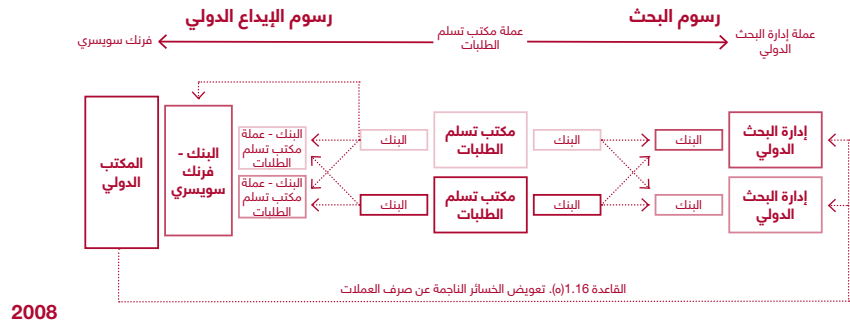 رسوم البحث
رسوم الإيداع الدولي
عملة إدارة البحث
الدولي
عملة مكتب تسلم
الطلبات
فرنك سويسري
إدارة البحث
الدولي
البنك
البنك
مكتب تسلم
الطلبات
البنك
البنك - عملة
مكتب تسلم
الطلبات
البنك -
فرنك
سويسري
المكتب
الدولي
إدارة البحث
الدولي
البنك
البنك
مكتب تسلم
الطلبات
البنك
البنك - عملة
مكتب تسلم
الطلبات
القاعدة 1.16(ه). تعويض الخسائر الناجمة عن صرف العملات
2008